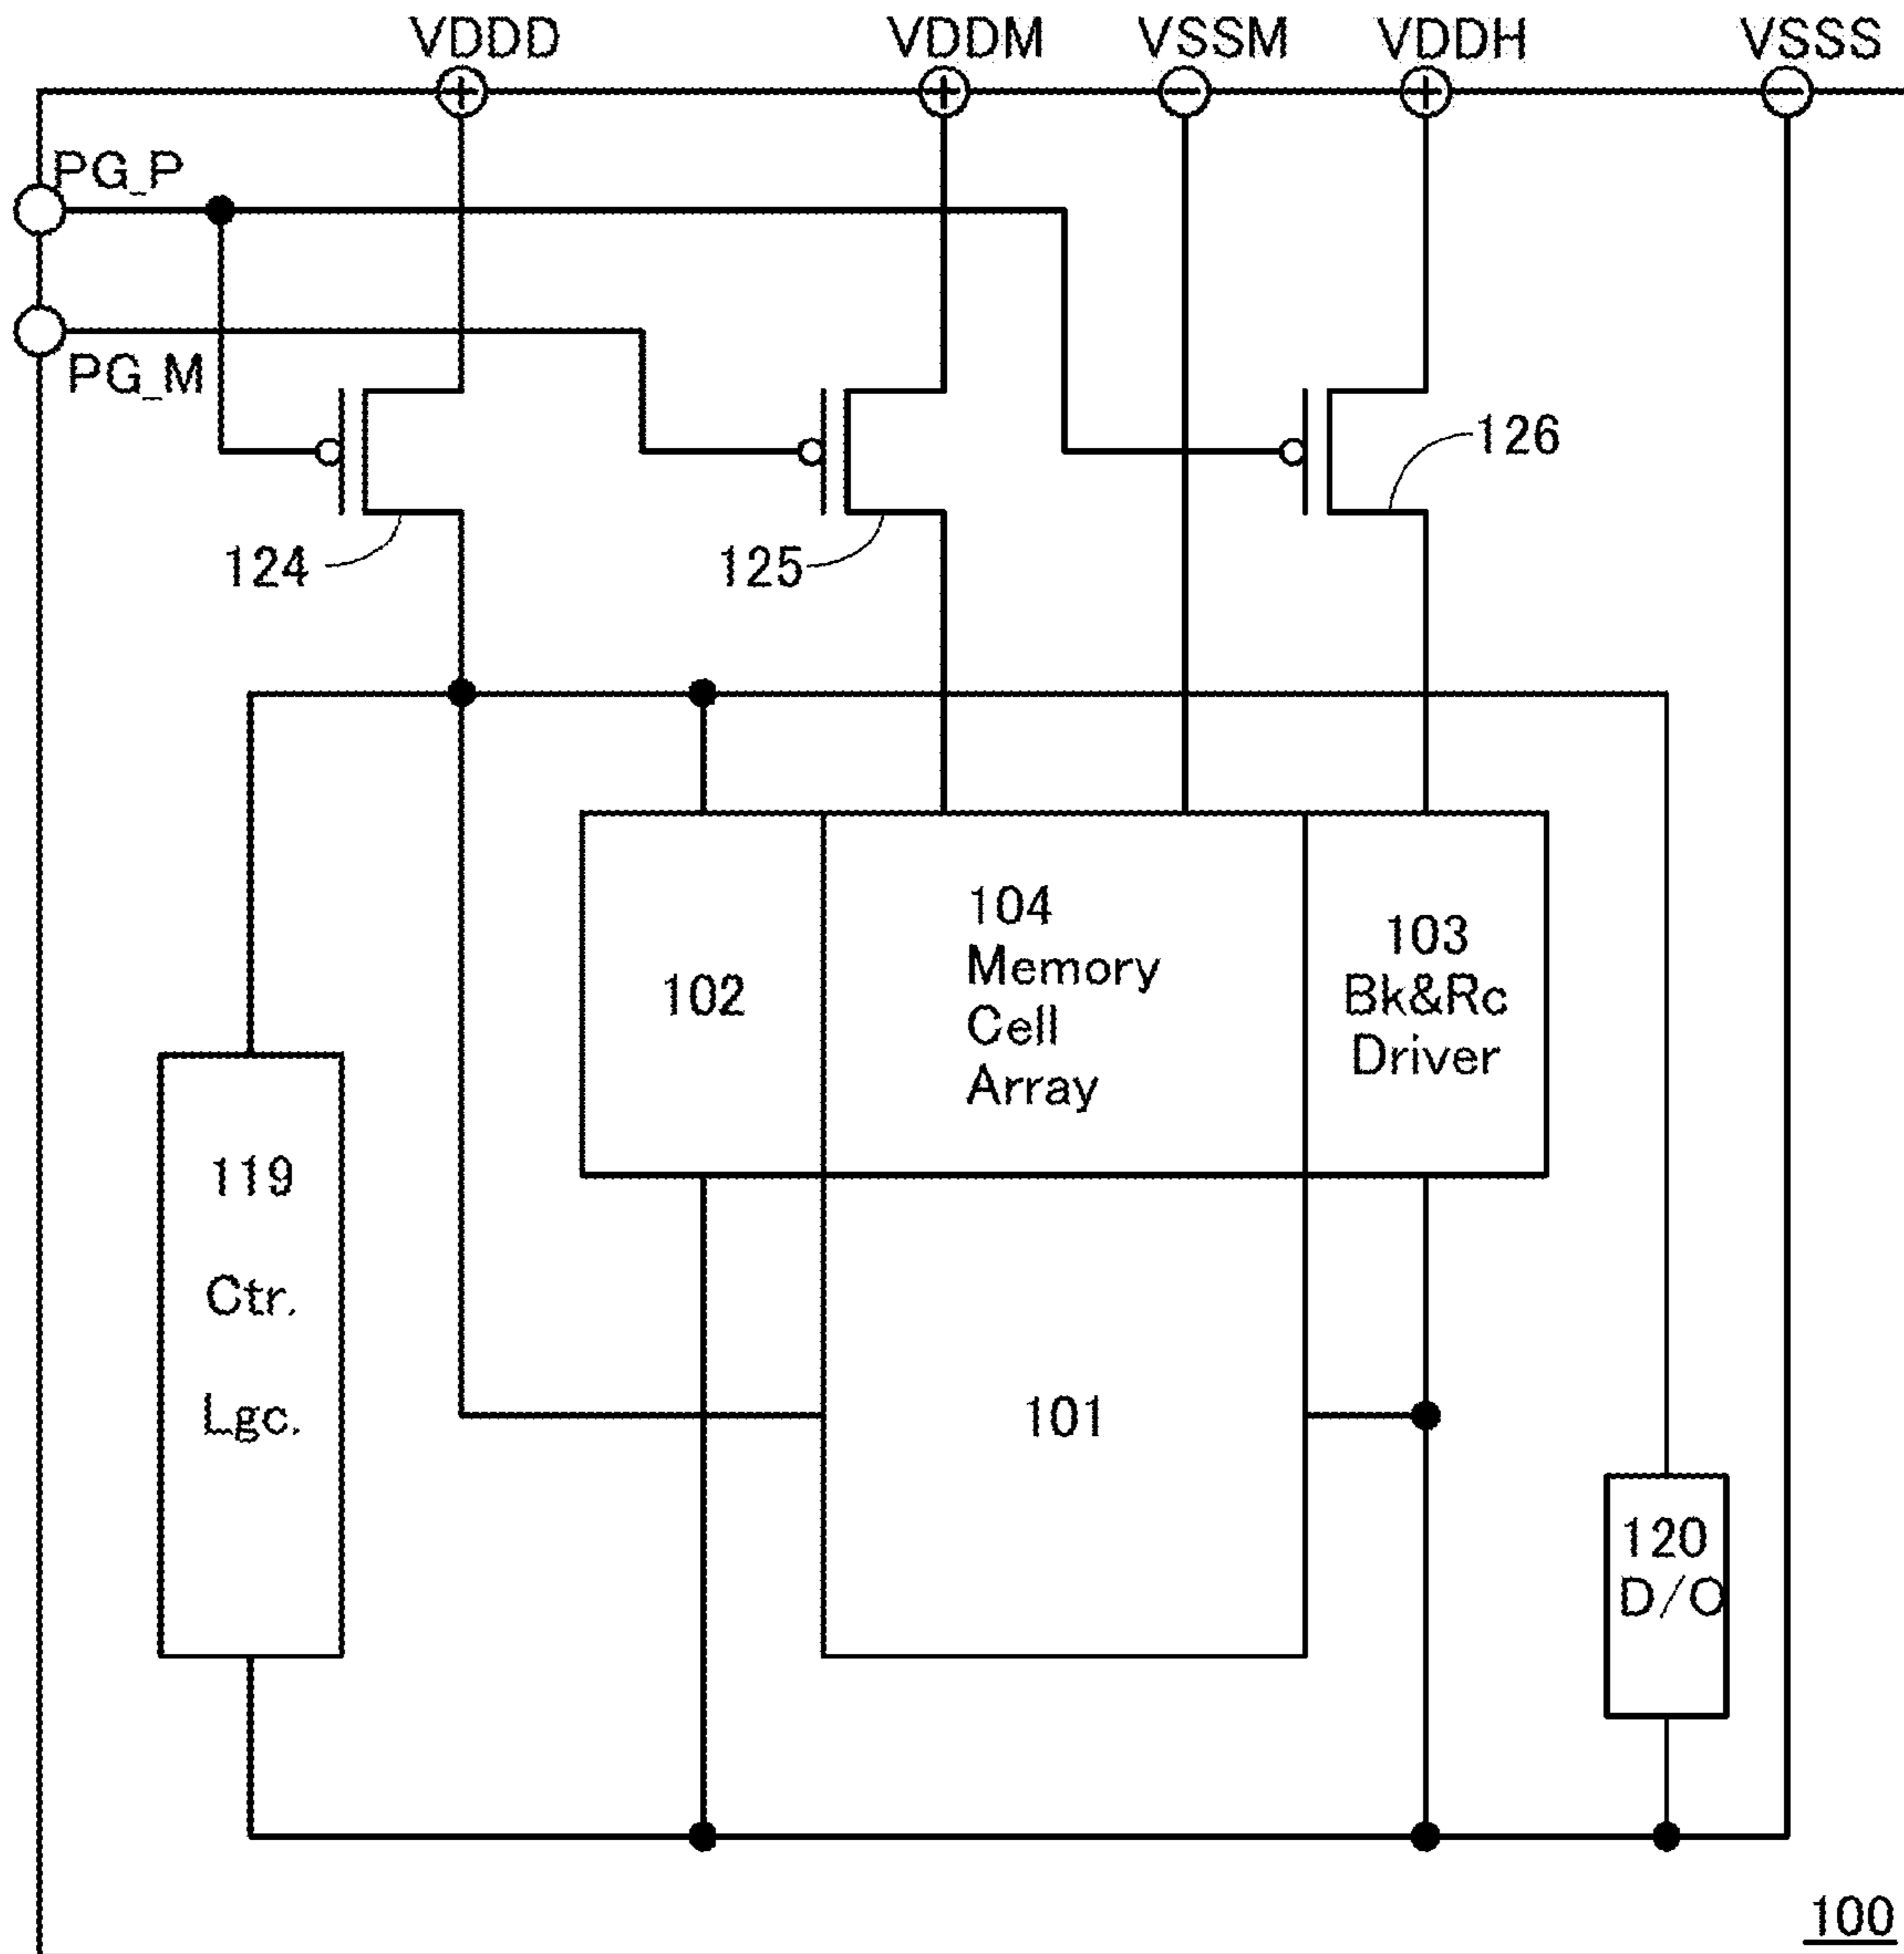 VDDD VDDM VSSM VDDH VSSS
PG_P
PG_M
126
124
125
104
Memory
Cell
Array
103
Bk&Rc
Driver
102
119
Ctr.
Lgc.
101
120
D/O
100